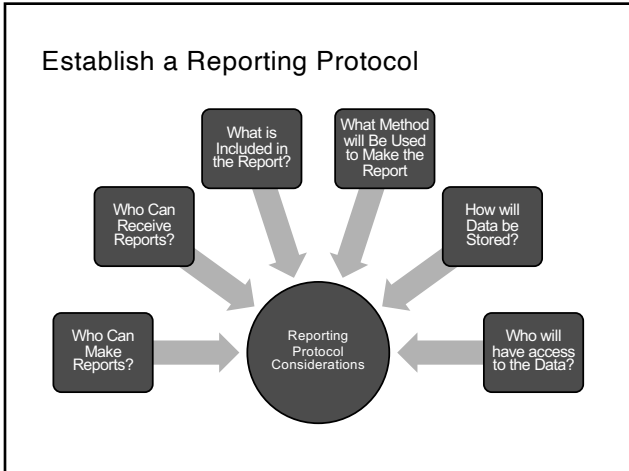 Establish a Reporting Protocol
What is
Included in
the Report?
What Method
will Be Used
to Make the
Report
Who Can
Receive
Reports?
How will
Data be
Stored?
Who Can
Make
Reports?
Reporting
Protocol
Considerations
Who will
have access
to the Data?